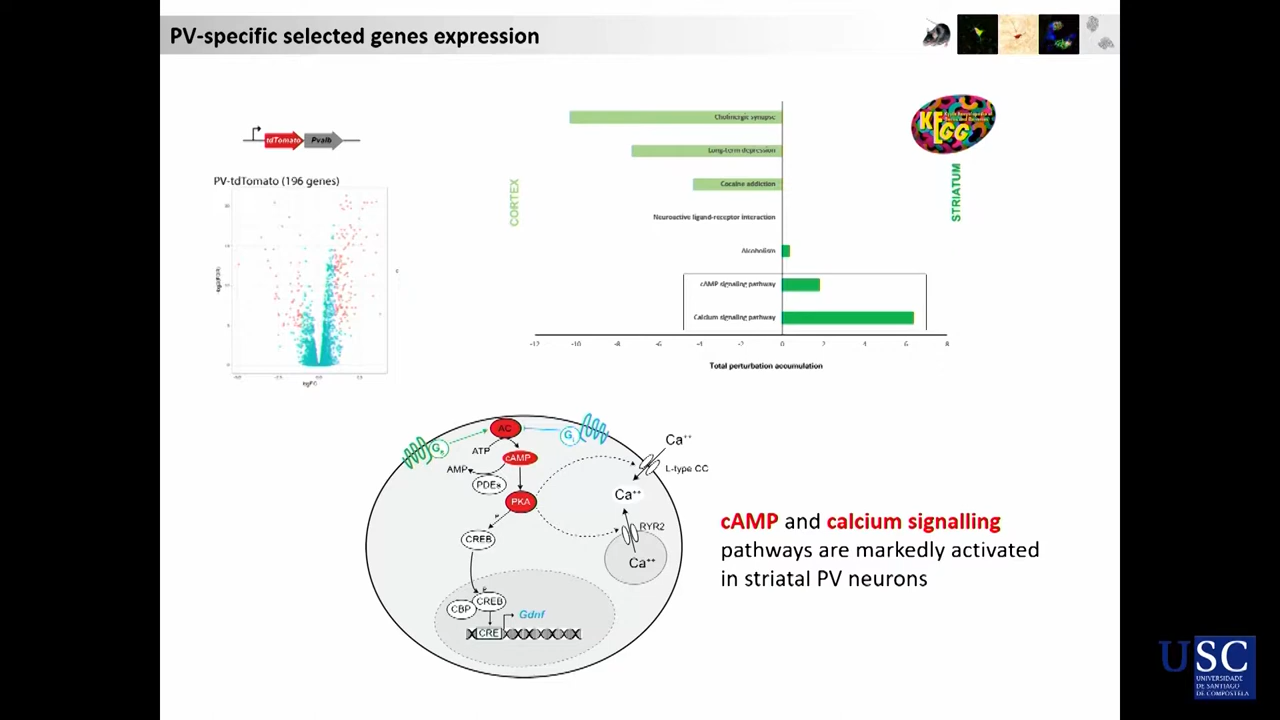 PV-specific selected genes expression
tdTomato Pvalb
PV-tdTomato (196 genes)
logFC
CORTEX
Cholinergic synapse
Long-term depression
Cocaine addiction
Neuroactive ligand-receptor interaction
Alcoholism
cAMP signaling pathway
Calcium signaling pathway
-12 -10 -8 -6 -4 -2 0 2 4 6 8
Total perturbation accumulation
KEGG
STRIATUM
Gs
AC
Gi
ATP
cAMP
AMP
PDEs
PKA
P
CREB
P
CREB
CBP
CRE
Gdnf
Ca++
L-type CC
Ca++
RYR2
Ca++
cAMP and calcium signalling
pathways are markedly activated
in striatal PV neurons
USC
UNIVERSIDADE
DE SANTIAGO
DE COMPOSTELA